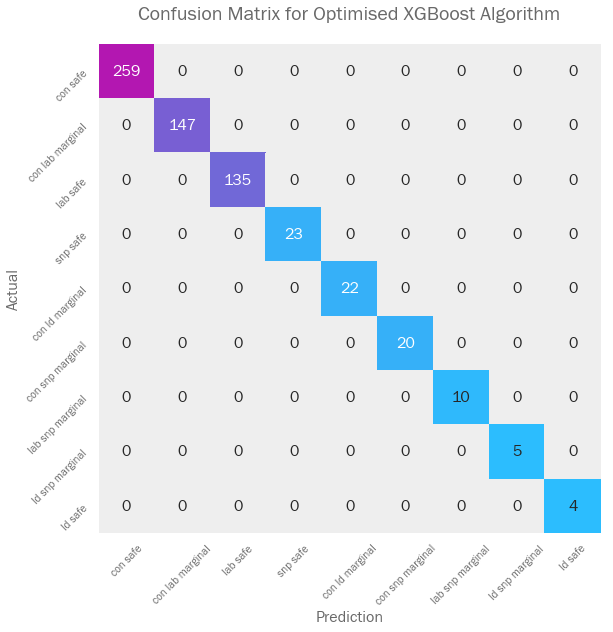 Confusion Matrix for Optimised XGBoost Algorithm
con safe 259 0 0 0 0 0 0 0 0
con lab marginal 0 147 0 0 0 0 0 0 0
lab safe 0 0 135 0 0 0 0 0 0
snp safe 0 0 0 23 0 0 0 0 0
con ld marginal 0 0 0 0 22 0 0 0 0
con snp marginal 0 0 0 0 0 20 0 0 0
lab snp marginal 0 0 0 0 0 0 10 0 0
ld snp marginal 0 0 0 0 0 0 0 5 0
ld safe 0 0 0 0 0 0 0 0 4
Actual
con safe con lab marginal lab safe snp safe con ld marginal con snp marginal lab snp marginal ld snp marginal ld safe
Prediction